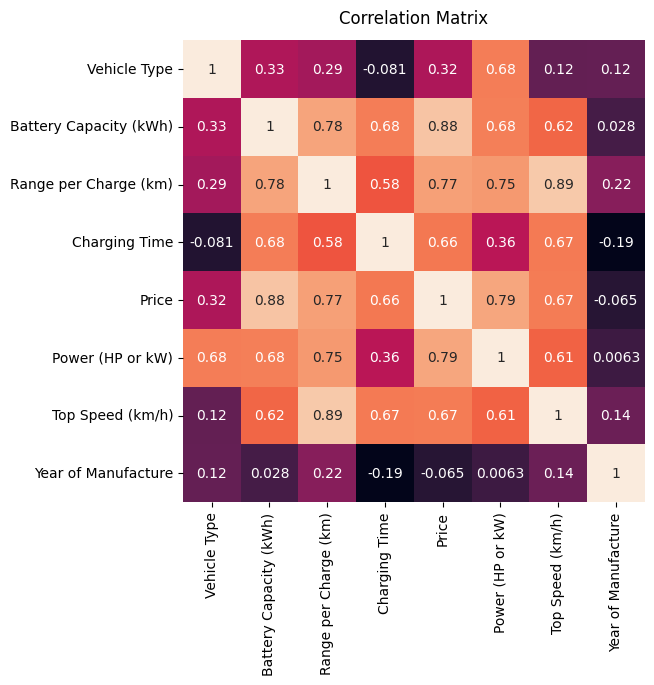 Correlation Matrix
Vehicle Type 1 0.33 0.29 -0.081 0.32 0.68 0.12 0.12
Battery Capacity (kWh) 0.33 1 0.78 0.68 0.88 0.68 0.62 0.028
Range per Charge (km) 0.29 0.78 1 0.58 0.77 0.75 0.89 0.22
Charging Time -0.081 0.68 0.58 1 0.66 0.36 0.67 -0.19
Price 0.32 0.88 0.77 0.66 1 0.79 0.67 -0.065
Power (HP or kW) 0.68 0.68 0.75 0.36 0.79 1 0.61 0.0063
Top Speed (km/h) 0.12 0.62 0.89 0.67 0.67 0.61 1 0.14
Year of Manufacture 0.12 0.028 0.22 -0.19 -0.065 0.0063 0.14 1
Vehicle Type
Battery Capacity (kWh)
Range per Charge (km)
Charging Time
Price
Power (HP or kW)
Top Speed (km/h)
Year of Manufacture